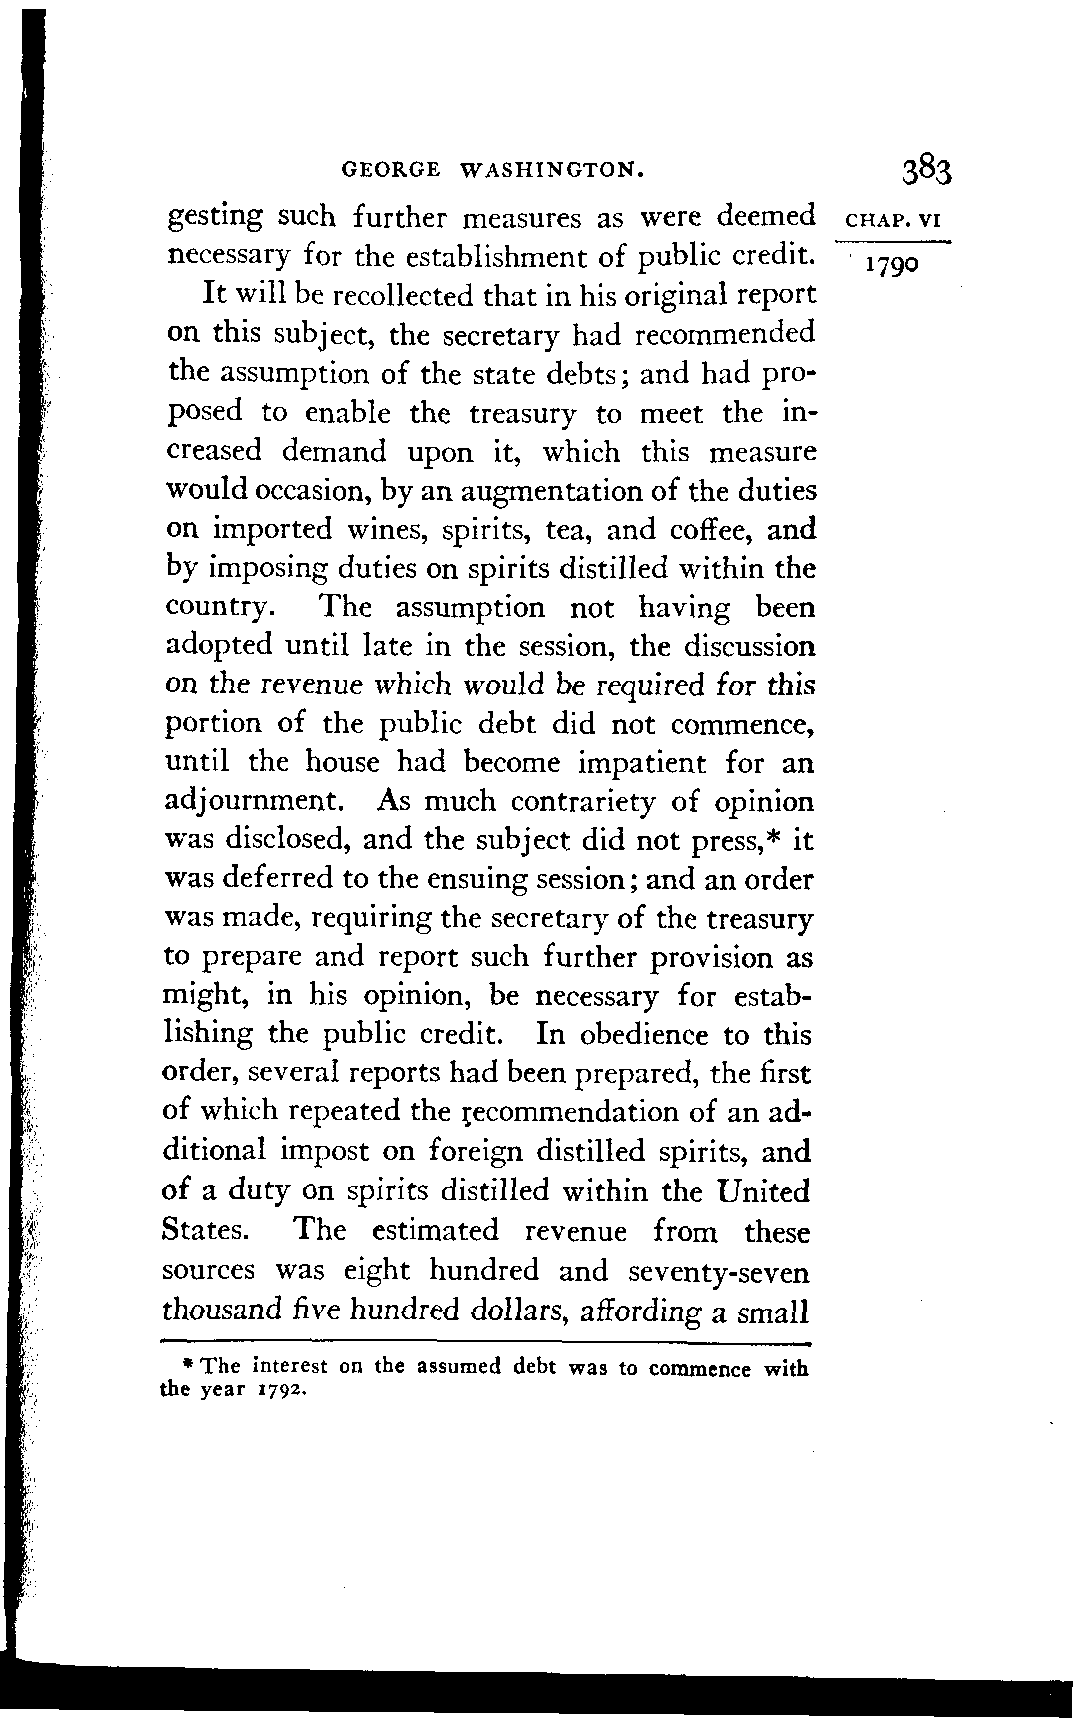 GEORGE WASHINGTON. 383
gesting such further measures as were deemed CHAP. VI
necessary for the establishment of public credit. 1790
It will be recollected that in his original report
on this subject, the secretary had recommended
the assumption of the state debts; and had pro-
posed to enable the treasury to meet the in-
creased demand upon it, which this measure
would occasion, by an augmentation of the duties
on imported wines, spirits, tea, and coffee, and
by imposing duties on spirits distilled within the
country. The assumption not having been
adopted until late in the session, the discussion
on the revenue which would be required for this
portion of the public debt did not commence,
until the house had become impatient for an
adjournment. As much contrariety of opinion
was disclosed, and the subject did not press,* it
was deferred to the ensuing session; and an order
was made, requiring the secretary of the treasury
to prepare and report such further provision as
might, in his opinion, be necessary for estab-
lishing the public credit. In obedience to this
order, several reports had been prepared, the first
of which repeated the recommendation of an ad-
ditional impost on foreign distilled spirits, and
of a duty on spirits distilled within the United
States. The estimated revenue from these
sources was eight hundred and seventy-seven
thousand five hundred dollars, affording a small
* The interest on the assumed debt was to commence with
the year 1792.